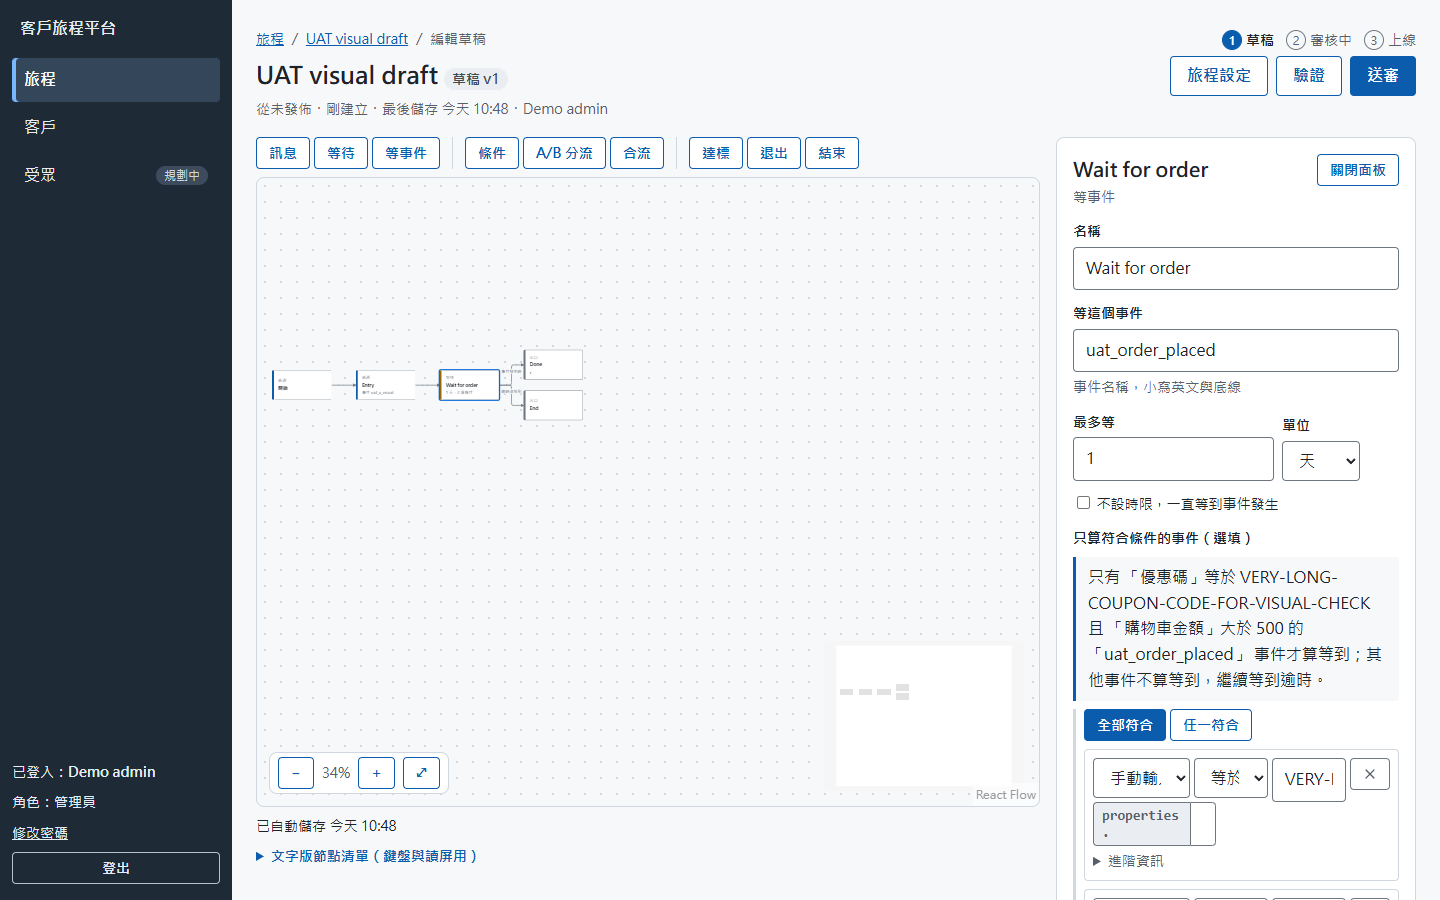 客戶旅程平台
旅程
客戶
受眾
規劃中
已登入：Demo admin
角色：管理員
修改密碼
登出
旅程 / UAT visual draft / 編輯草稿
UAT visual draft 草稿 v1
從未發佈・剛建立・最後儲存 今天 10:48・Demo admin
1 草稿 2 審核中 3 上線
旅程設定 驗證 送審
訊息 等待 等事件 條件 A/B 分流 合流 達標 退出 結束
開始
Entry
Wait for order
Done
End
− 34% +
React Flow
已自動儲存 今天 10:48
文字版節點清單（鍵盤與讀屏用）
Wait for order
關閉面板
等事件
名稱
Wait for order
等這個事件
uat_order_placed
事件名稱，小寫英文與底線
最多等
單位
1
天
不設時限，一直等到事件發生
只算符合條件的事件（選填）
只有「優惠碼」等於 VERY-LONG-
COUPON-CODE-FOR-VISUAL-CHECK
且「購物車金額」大於 500 的
「uat_order_placed」 事件才算等到；其
他事件不算等到，繼續等到逾時。
全部符合 任一符合
手動輸 等於 VERY-
properties
.
進階資訊